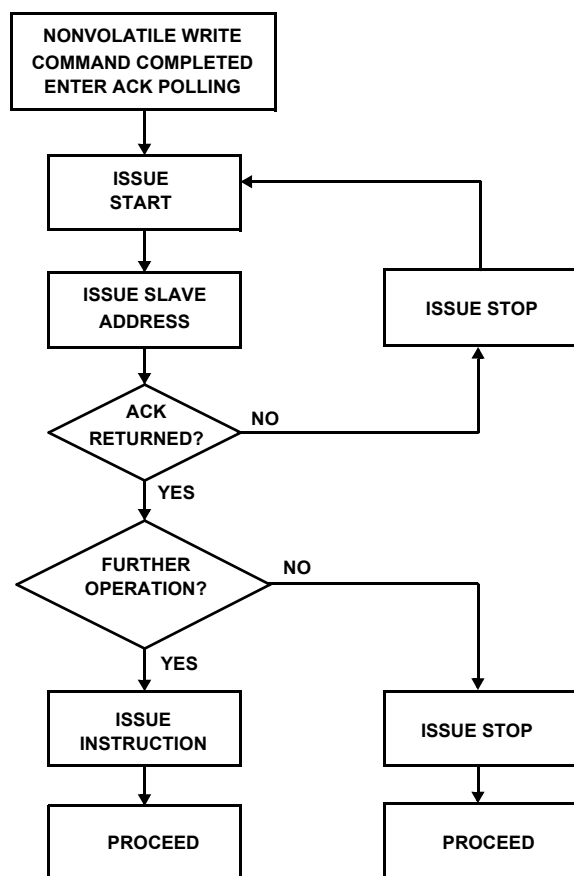 NONVOLATILE WRITE
COMMAND COMPLETED
ENTER ACK POLLING
ISSUE
START
ISSUE SLAVE
ADDRESS
ISSUE STOP
ACK
RETURNED?
NO
YES
FURTHER
OPERATION?
NO
YES
ISSUE
INSTRUCTION
ISSUE STOP
PROCEED
PROCEED